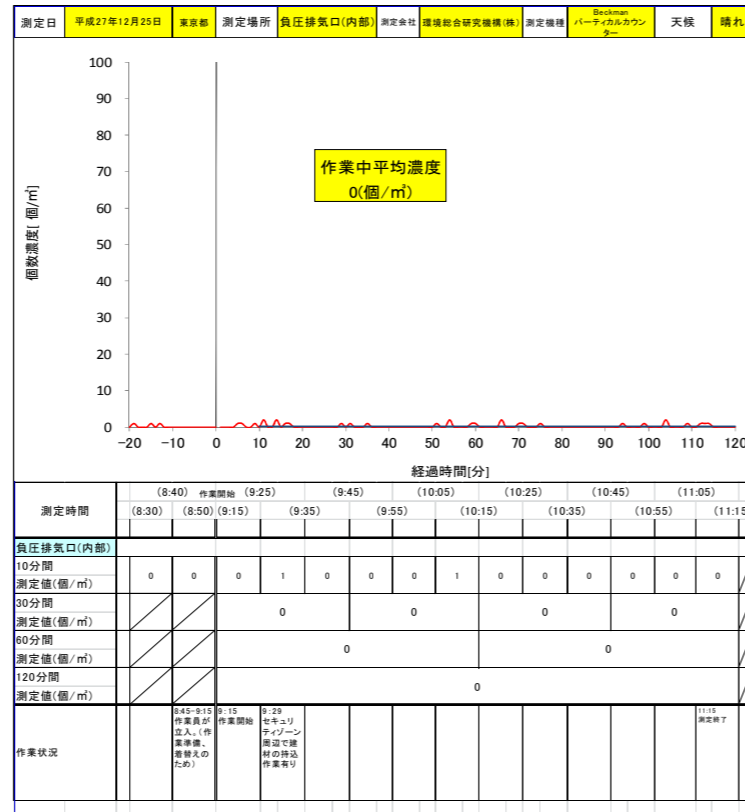 測定日 平成27年12月25日 東京都 測定場所 負圧排気口(内部) 測定会社 環境総合研究機構(株) 測定機種 Beckman パーティカルカウンター 天候 晴れ
個数濃度[ 個/㎥]
100
90
80
70
60
50
40
30
20
10
0
作業中平均濃度
0(個/㎥)
-20 -10 0 10 20 30 40 50 60 70 80 90 100 110 120
経過時間[分]
測定時間
(8:40) 作業開始 (9:25) (9:45) (10:05) (10:25) (10:45) (11:05)
(8:30) (8:50) (9:15) (9:35) (9:55) (10:15) (10:35) (10:55) (11:15
負圧排気口(内部)
10分間
測定値(個/㎥)
0 0 0 1 0 0 0 1 0 0 0 0 0 0
30分間
測定値(個/㎥)
0 0 0 0
60分間
測定値(個/㎥)
0 0
120分間
測定値(個/㎥)
0
作業状況
8:45-9:15
作業員が
立入。(作
業準備、
着替えの
ため)
9:15
作業開始
9:29
セキュリ
ティゾーン
周辺で建
材の持込
作業有り
11:15
測定終了